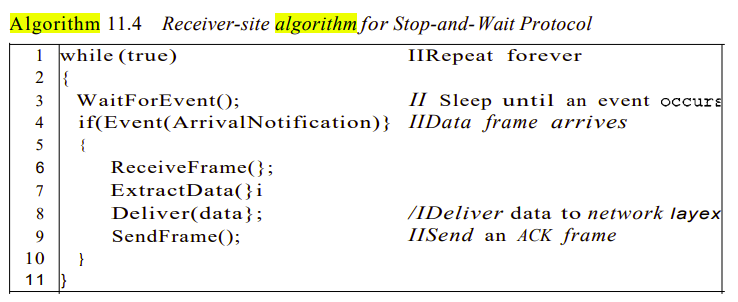 Algorithm 11.4 Receiver-site algorithm for Stop-and-Wait Protocol
1 while (true) IIRepeat forever
2 {
3 WaitForEvent(); II Sleep until an event occurs
4 if(Event(ArrivalNotification)} IIData frame arrives
5 {
6 ReceiveFrame(};
7 ExtractData(}i
8 Deliver(data}; /IDeliver data to network layex
9 SendFrame(); IISend an ACK frame
10 }
11 }